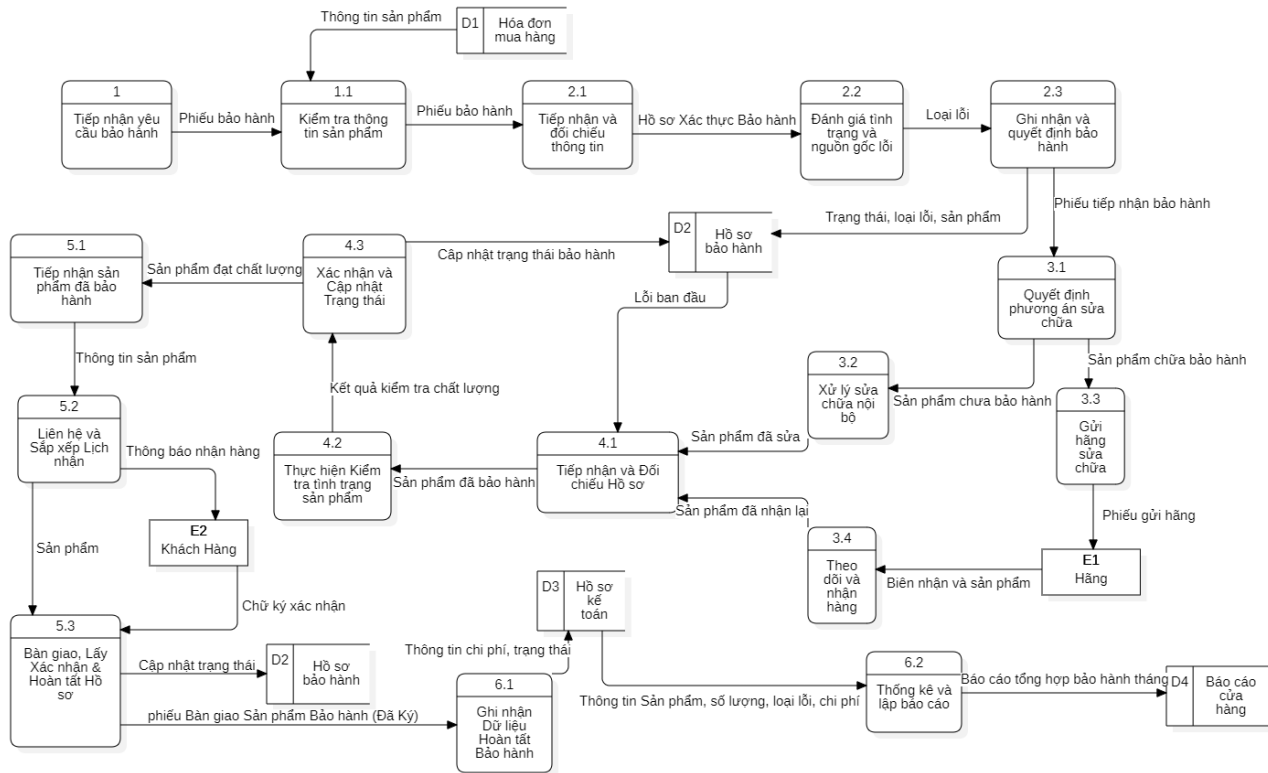 Thông tin sản phẩm
D1
Hóa đơn
mua hàng
1
Tiếp nhận yêu
cầu bảo hành
Phiếu bảo hành
1.1
Kiểm tra thông
tin sản phẩm
Phiếu bảo hành
2.1
Tiếp nhận và
đối chiếu
thông tin
Hồ sơ Xác thực Bảo hành
2.2
Đánh giá tình
trạng và
nguồn gốc lỗi
Loại lỗi
2.3
Ghi nhận và
quyết định bảo
hành
Phiếu tiếp nhận bảo hành
Trạng thái, loại lỗi, sản phẩm
5.1
Tiếp nhận sản
phẩm đã bảo
hành
Sản phẩm đạt chất lượng
4.3
Xác nhận và
Cập nhật
Trạng thái
Câp nhật trạng thái bảo hành
D2
Hồ sơ
bảo hành
Lỗi ban đầu
3.1
Quyết định
phương án sửa
chữa
Thông tin sản phẩm
Kết quả kiểm tra chất lượng
Sản phẩm chữa bảo hành
3.2
Xử lý sửa
chữa nội
bộ
Sản phẩm chưa bảo hành
3.3
Gửi
hãng
sửa
chữa
5.2
Liên hệ và
Sắp xếp Lịch
nhận
Thông báo nhận hàng
4.2
Thực hiện Kiểm
tra tình trạng
sản phẩm
Sản phẩm đã bảo hành
4.1
Tiếp nhận và Đối
chiếu Hồ sơ
Sản phẩm đã sửa
Sản phẩm đã nhận lại
Phiếu gửi hãng
E2
Khách Hàng
Sản phẩm
3.4
Theo
dõi và
nhận
hàng
Biên nhận và sản phẩm
E1
Hãng
Chữ ký xác nhận
D3
Hồ sơ
kế
toán
5.3
Bàn giao, Lấy
Xác nhận &
Hoàn tất Hồ
sơ
Cập nhật trạng thái
D2
Hồ sơ
bảo hành
Thông tin chi phí, trạng thái
phiếu Bàn giao Sản phẩm Bảo hành (Đã Ký)
6.1
Ghi nhận
Dữ liệu
Hoàn tất
Bảo hành
Thông tin Sản phẩm, số lượng, loại lỗi, chi phí
6.2
Thống kê và
lập báo cáo
Báo cáo tổng hợp bảo hành tháng
D4
Báo cáo
cửa
hàng